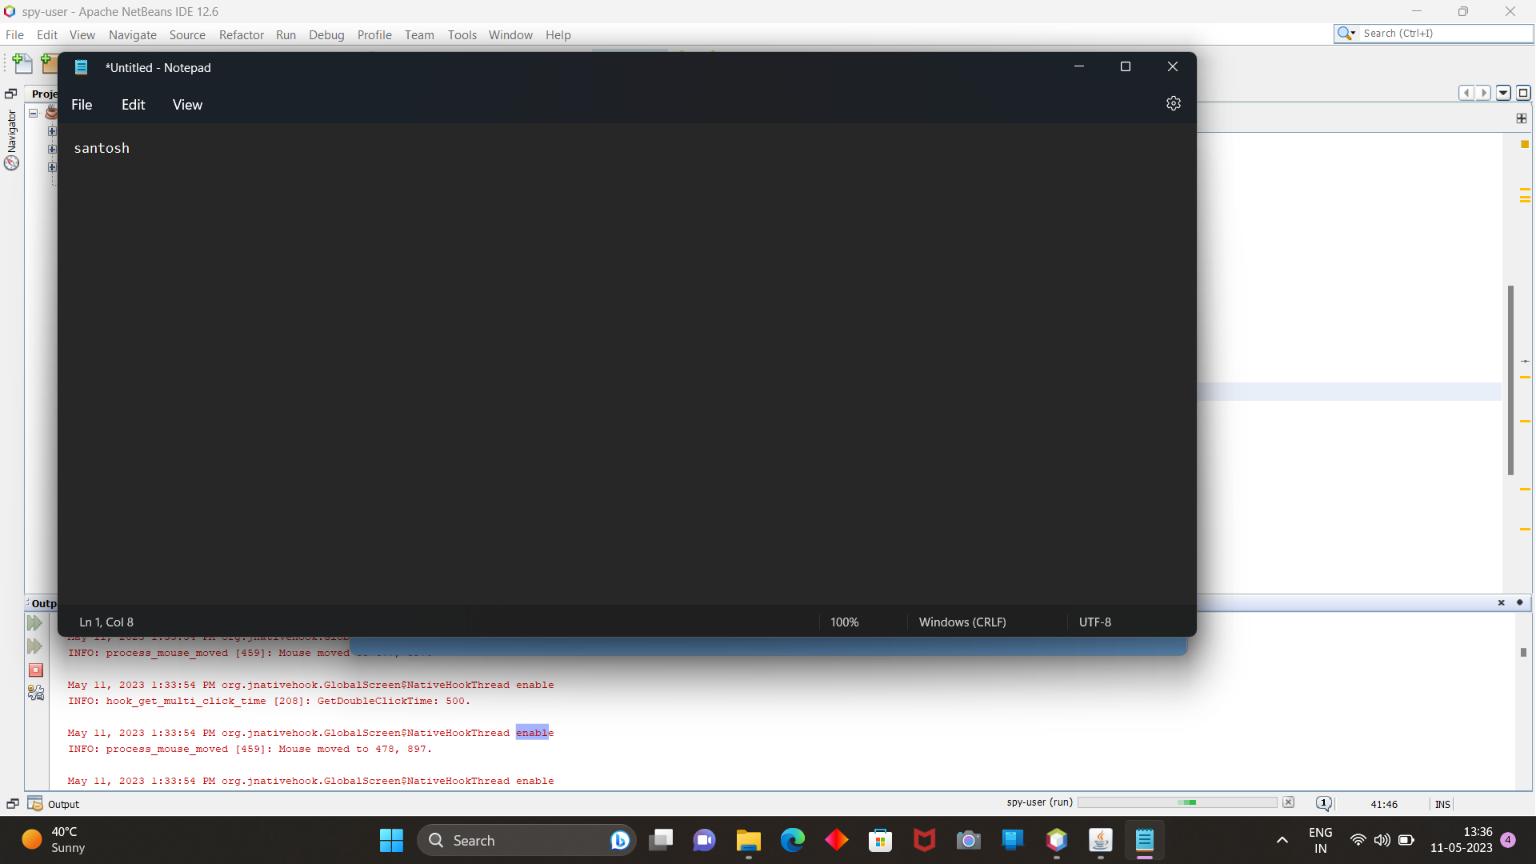 spy-user - Apache NetBeans IDE 12.6
File Edit View Navigate Source Refactor Run Debug Profile Team Tools Window Help
Search (Ctrl+I)
*Untitled - Notepad
File Edit View
santosh
Navigator
Ln 1, Col 8 100% Windows (CRLF) UTF-8
INFO: process_mouse_moved [459]: Mouse moved
May 11, 2023 1:33:54 PM org.jnativehook.GlobalScreen$NativeHookThread enable
INFO: hook_get_multi_click_time [208]: GetDoubleClickTime: 500.
May 11, 2023 1:33:54 PM org.jnativehook.GlobalScreen$NativeHookThread enable
INFO: process_mouse_moved [459]: Mouse moved to 478, 897.
May 11, 2023 1:33:54 PM org.jnativehook.GlobalScreen$NativeHookThread enable
Output
spy-user (run)
1
41:46
INS
40°C
Sunny
Search
ENG
IN
13:36
11-05-2023
4